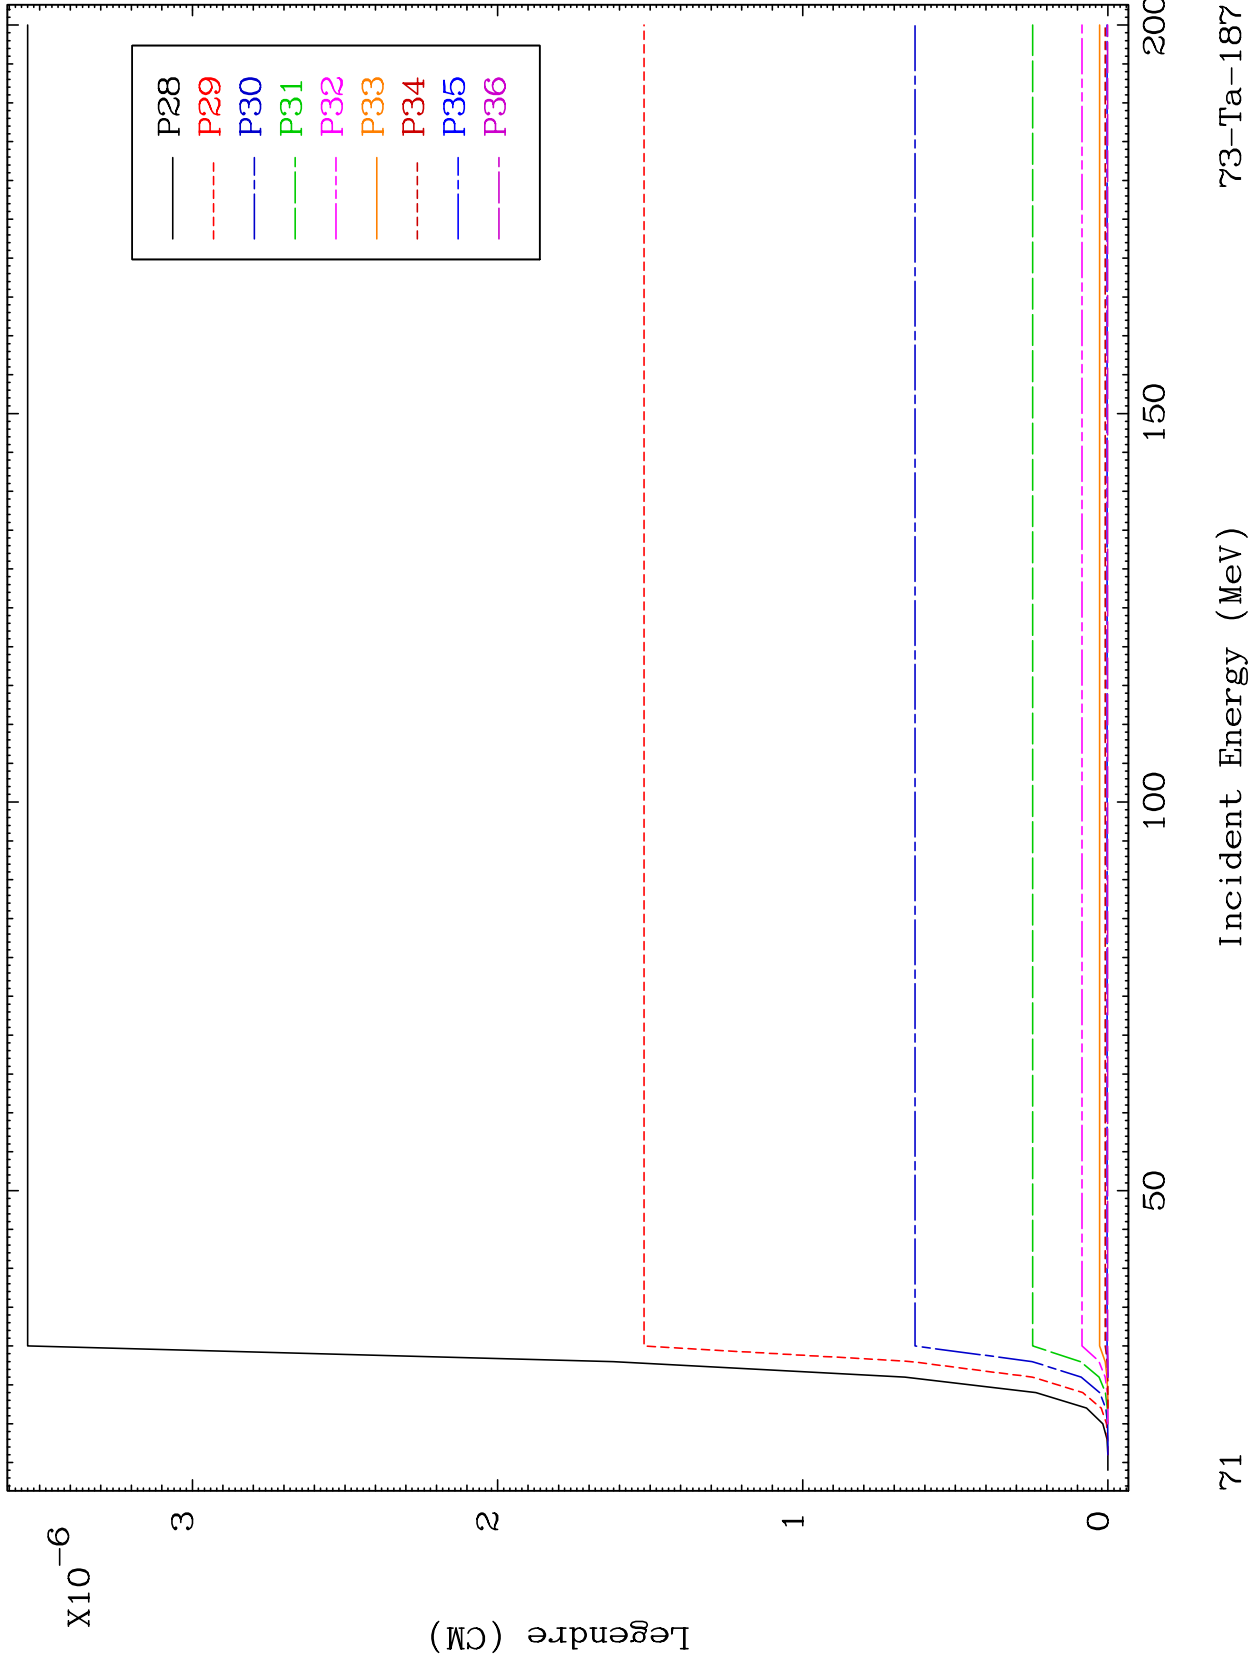 X10-6
Legendre (CM)
3
2
1
0
P28
P29
P30
P31
P32
P33
P34
P35
P36
50
100
150
200
Incident Energy (MeV)
71
73-Ta-187